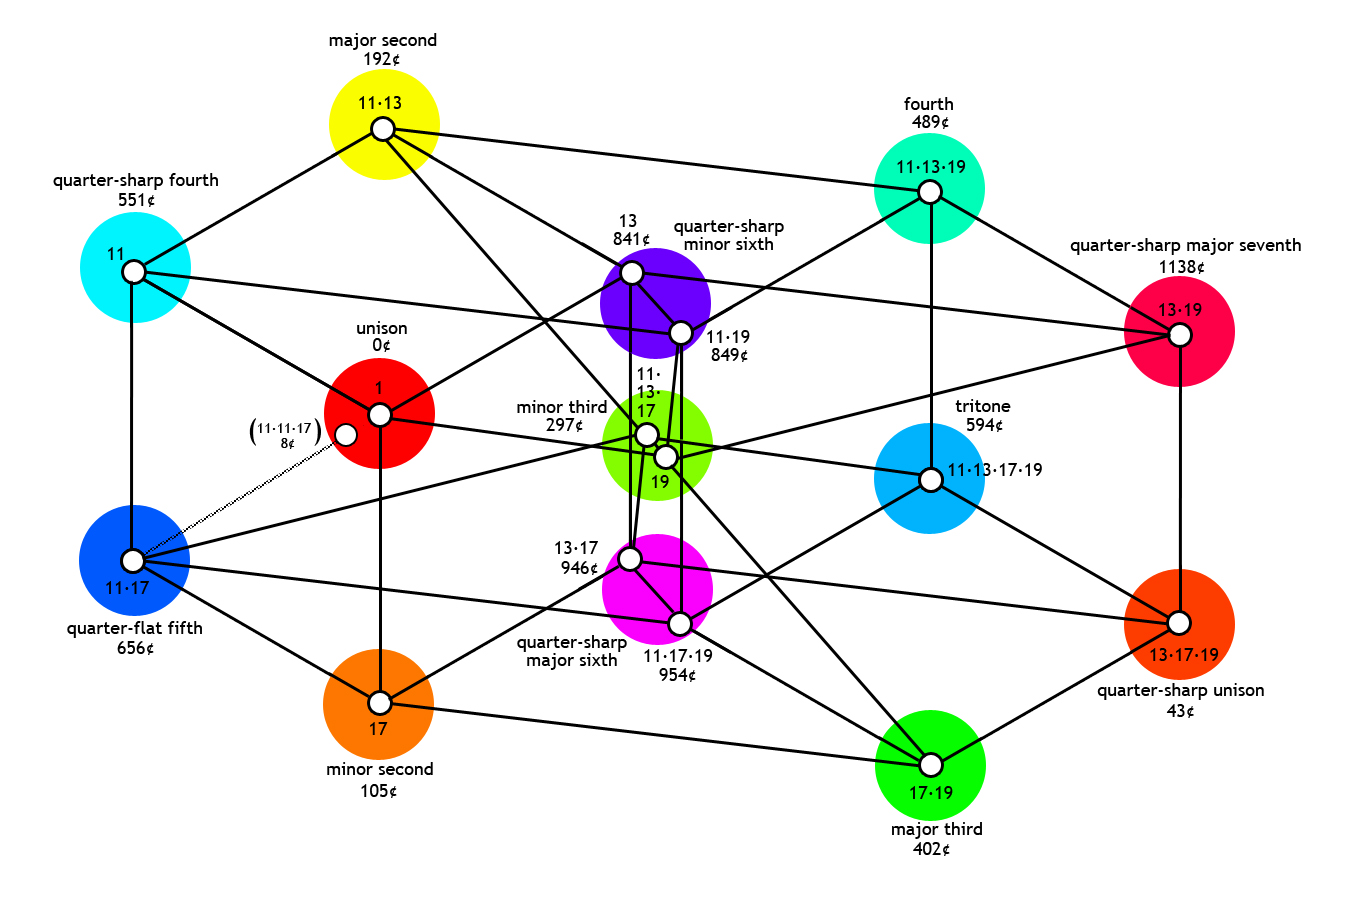 major second
192¢
11·13
fourth
489¢
11·13·19
quarter-sharp fourth
551¢
11
13
841¢
quarter-sharp
minor sixth
quarter-sharp major seventh
1138¢
13·19
unison
0¢
1
11·19
849¢
11·
13·
17
minor third
297¢
(11·11·17
8¢)
19
tritone
594¢
11·13·17·19
13·17
946¢
11·17
quarter-flat fifth
656¢
quarter-sharp
major sixth
11·17·19
954¢
13·17·19
quarter-sharp unison
43¢
17
minor second
105¢
17·19
major third
402¢